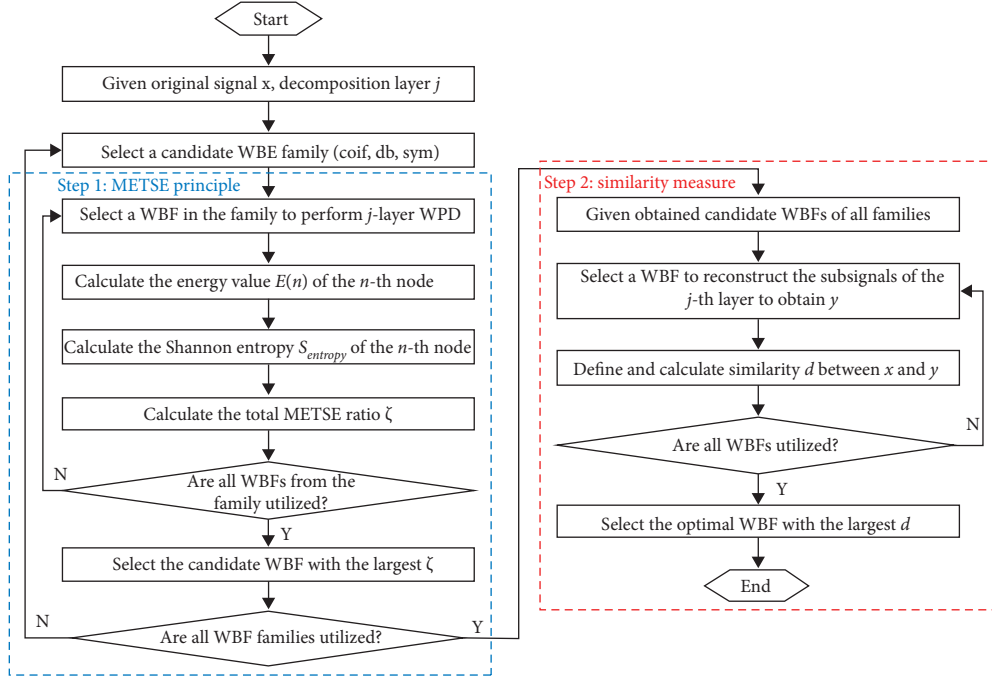 Start
Given original signal x, decomposition layer j
Select a candidate WBE family (coif, db, sym)
Step 1: METSE principle
Select a WBF in the family to perform j-layer WPD
Calculate the energy value E(n) of the n-th node
Calculate the Shannon entropy S_entropy of the n-th node
Calculate the total METSE ratio ζ
N
Are all WBFs from the
family utilized?
Y
Select the candidate WBF with the largest ζ
N
Are all WBF families utilized?
Y
Step 2: similarity measure
Given obtained candidate WBFs of all families
Select a WBF to reconstruct the subsignals of the
j-th layer to obtain y
Define and calculate similarity d between x and y
N
Are all WBFs utilized?
Y
Select the optimal WBF with the largest d
End